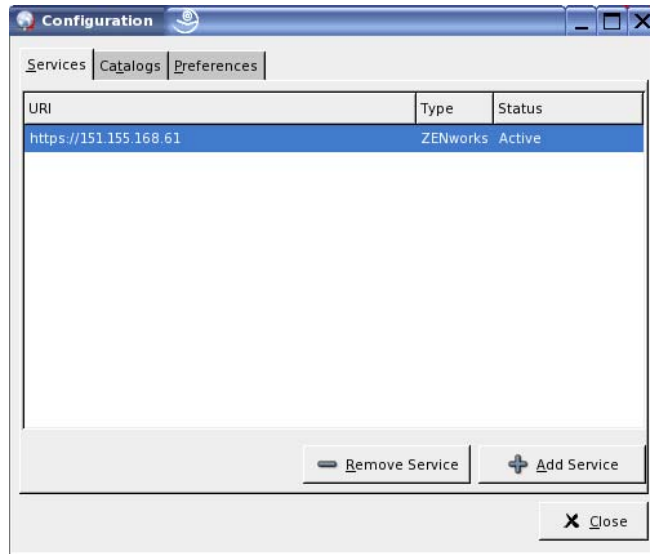 Configuration
Services Catalogs Preferences
URI Type Status
https://151.155.168.61 ZENworks Active
Remove Service Add Service
Close